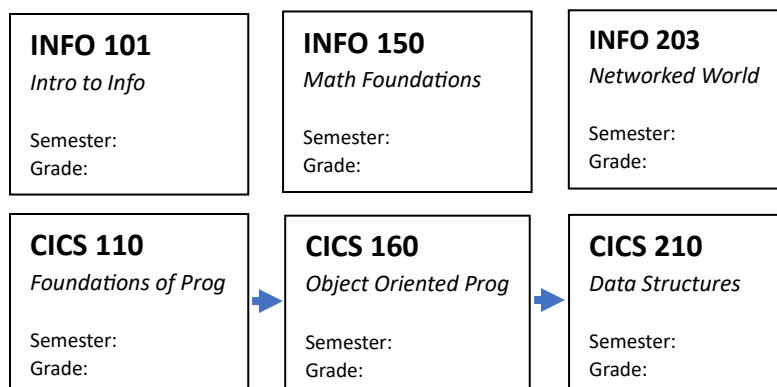 INFO 101
Intro to Info
Semester:
Grade:
INFO 150
Math Foundations
Semester:
Grade:
INFO 203
Networked World
Semester:
Grade:
CICS 110
Foundations of Prog
Semester:
Grade:
CICS 160
Object Oriented Prog
Semester:
Grade:
CICS 210
Data Structures
Semester:
Grade: